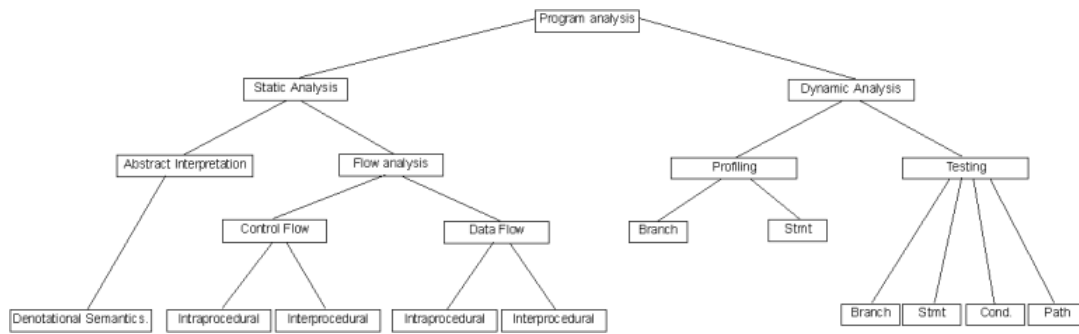 Program analysis
Static Analysis
Dynamic Analysis
Abstract Interpretation
Flow analysis
Profiling
Testing
Control Flow
Data Flow
Branch
Stmt
Denotational Semantics.
Intraprocedural
Interprocedural
Intraprocedural
Interprocedural
Branch
Stmt
Cond.
Path